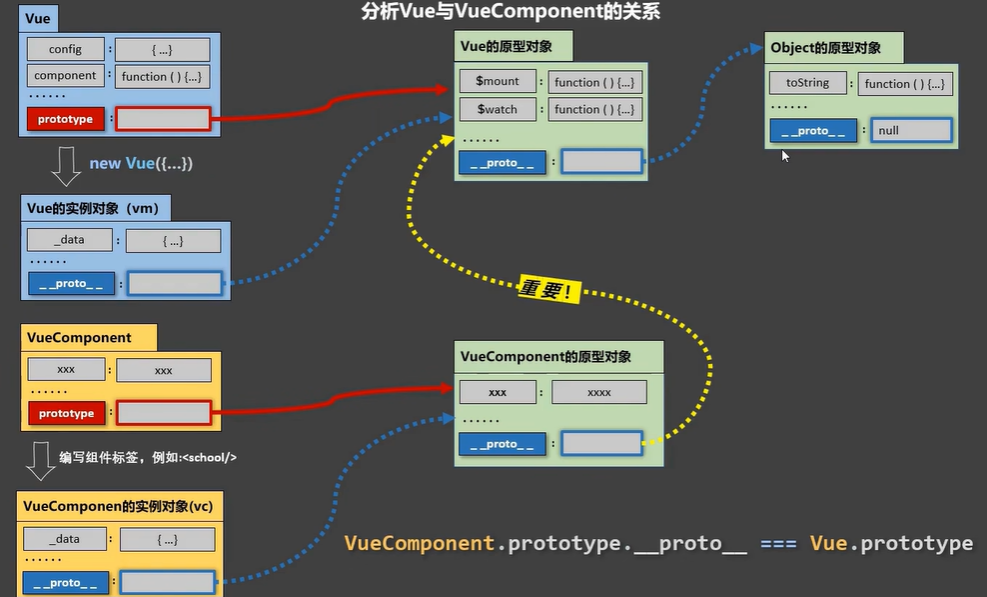 分析Vue与VueComponent的关系
Vue
config : { ...}
component : function ( ) {...}
......
prototype :
new Vue({...})
Vue的实例对象（vm）
_data : { ...}
......
_ _proto_ _ :
VueComponent
xxx : xxx
......
prototype :
编写组件标签，例如:<school/>
VueComponen的实例对象(vc)
_data : { ...}
......
_ _proto_ _ :
Vue的原型对象
$mount : function ( ) {...}
$watch : function ( ) {...}
......
_ _proto_ _ :
Object的原型对象
toString : function ( ) {...}
......
_ _proto_ _ : null
重要！
VueComponent的原型对象
xxx : xxxx
......
_ _proto_ _ :
VueComponent.prototype.__proto__ === Vue.prototype